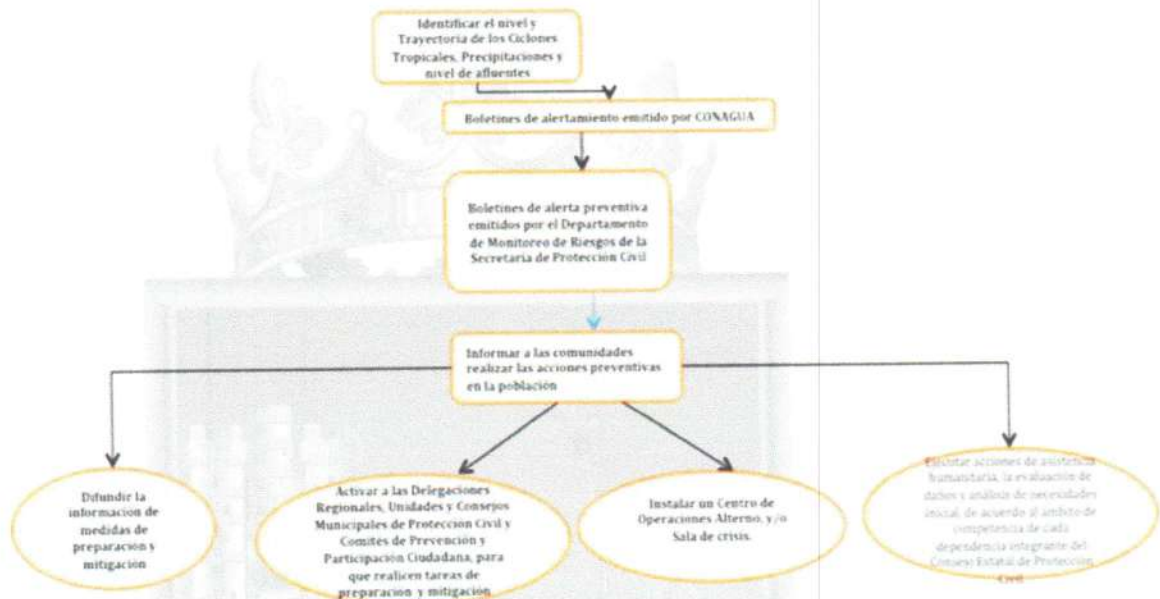 Identificar el nivel y
Trayectoria de los Ciclones
Tropicales, Precipitaciones y
nivel de afluentes
Boletines de alertamiento emitido por CONAGUA
Boletines de alerta preventiva
emitidos por el Departamento
de Monitoreo de Riesgos de la
Secretaria de Protección Civil
Informar a las comunidades
realizar las acciones preventivas
en la población
Difundir la
informacion de
medidas de
preparacion y
mitigación
Activar a las Delegaciones
Regionales, Unidades y Consejos
Municipales de Protección Civil y
Comites de Prevención y
Participación Ciudadana, para
que realicen tareas de
preparacion y mitigación
Instalar un Centro de
Operaciones Alterno, y/o
Sala de crisis.
acciones de asistencia
humanitaria, la evaluación de
daños y análisis de necesidades
inicial, de acuerdo al ámbito de
competencia de cada
dependencia integrante del
Consejo Estatal de Protección
Civil